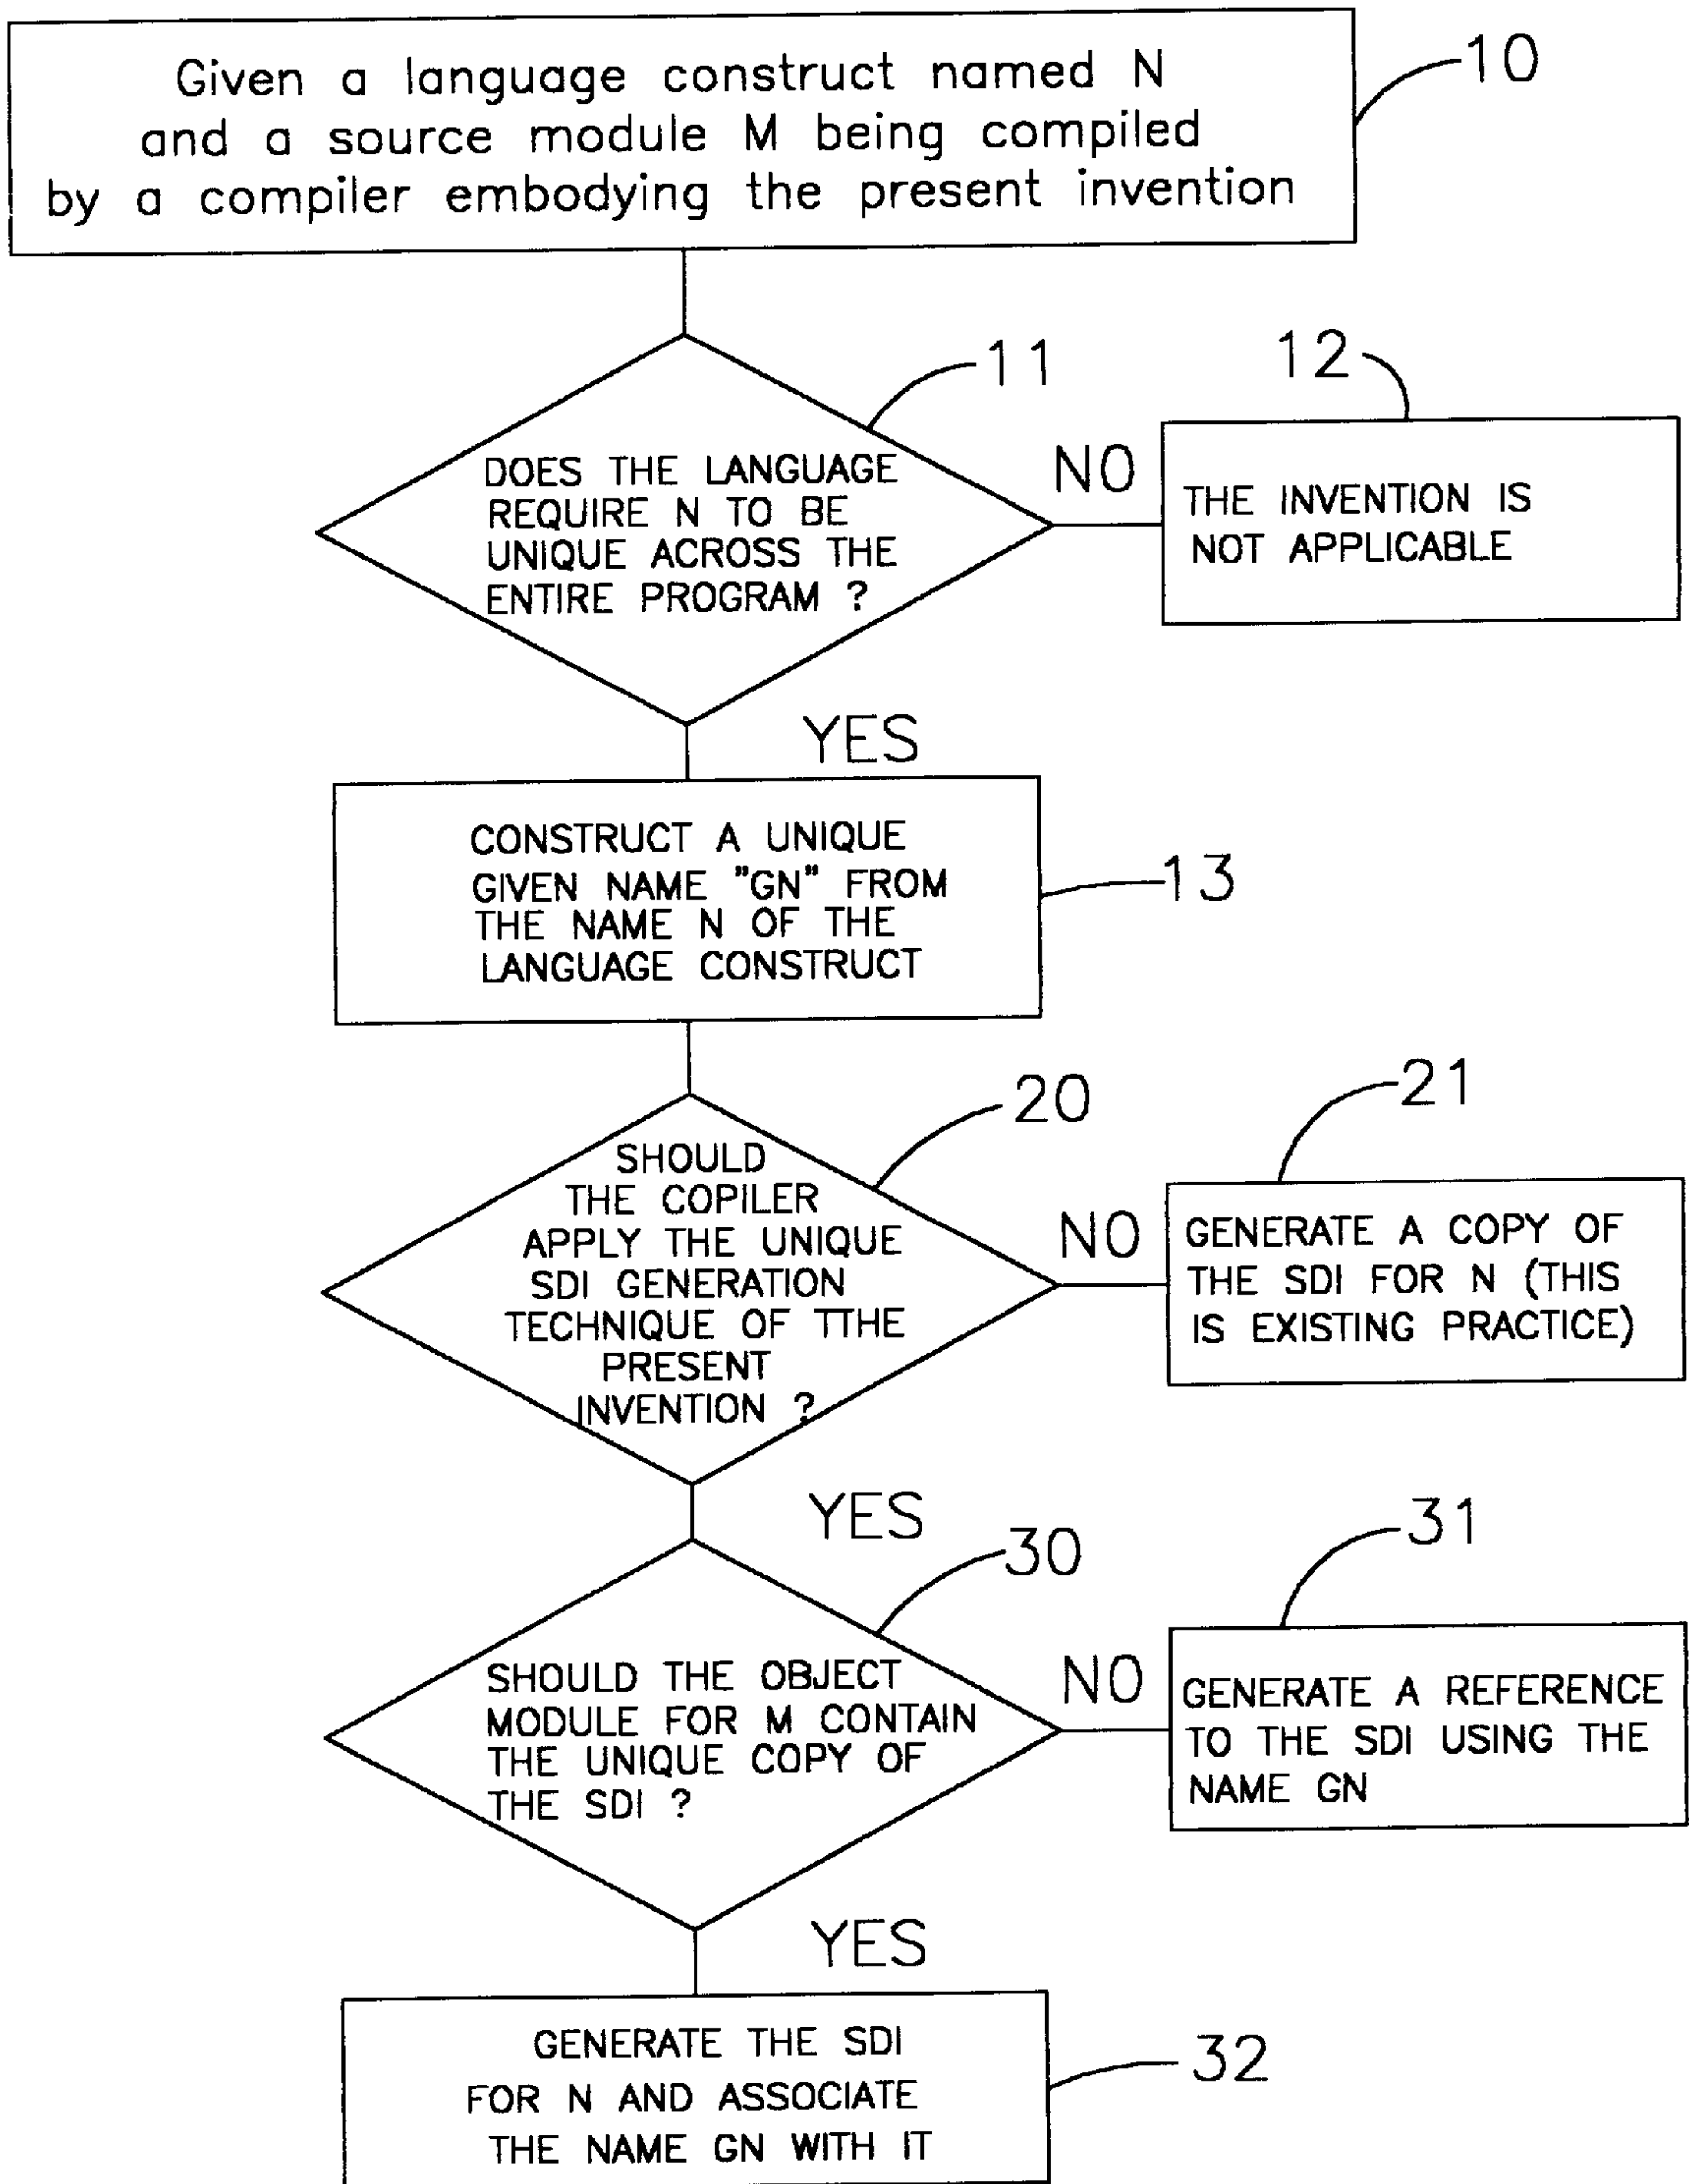 Given a language construct named N
and a source module M being compiled
by a compiler embodying the present invention
10
DOES THE LANGUAGE
REQUIRE N TO BE
UNIQUE ACROSS THE
ENTIRE PROGRAM ?
11
NO
12
THE INVENTION IS
NOT APPLICABLE
YES
CONSTRUCT A UNIQUE
GIVEN NAME "GN" FROM
THE NAME N OF THE
LANGUAGE CONSTRUCT
13
SHOULD
THE COPILER
APPLY THE UNIQUE
SDI GENERATION
TECHNIQUE OF TTHE
PRESENT
INVENTION ?
20
NO
21
GENERATE A COPY OF
THE SDI FOR N (THIS
IS EXISTING PRACTICE)
YES
SHOULD THE OBJECT
MODULE FOR M CONTAIN
THE UNIQUE COPY OF
THE SDI ?
30
NO
31
GENERATE A REFERENCE
TO THE SDI USING THE
NAME GN
YES
GENERATE THE SDI
FOR N AND ASSOCIATE
THE NAME GN WITH IT
32